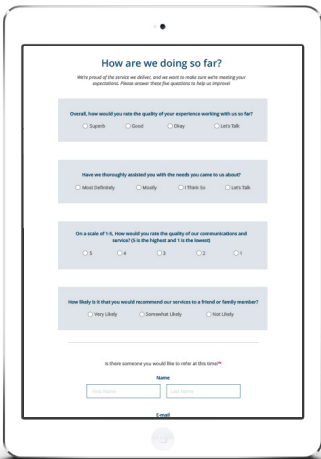 How are we doing so far?
We're proud of the service we deliver, and we want to make sure we're meeting your
expectations. Please answer these five questions to help us improve!
Overall, how would you rate the quality of your experience working with us so far?
Superb Good Okay Let's Talk
Have we thoroughly assisted you with the needs you came to us about?
Most Definitely Mostly I Think So Let's Talk
On a scale of 1-5, How would you rate the quality of our communications and
service? (5 is the highest and 1 is the lowest)
5 4 3 2 1
How likely is it that you would recommend our services to a friend or family member?
Very Likely Somewhat Likely Not Likely
Is there someone you would like to refer at this time?*
Name
First Name Last Name
E-mail